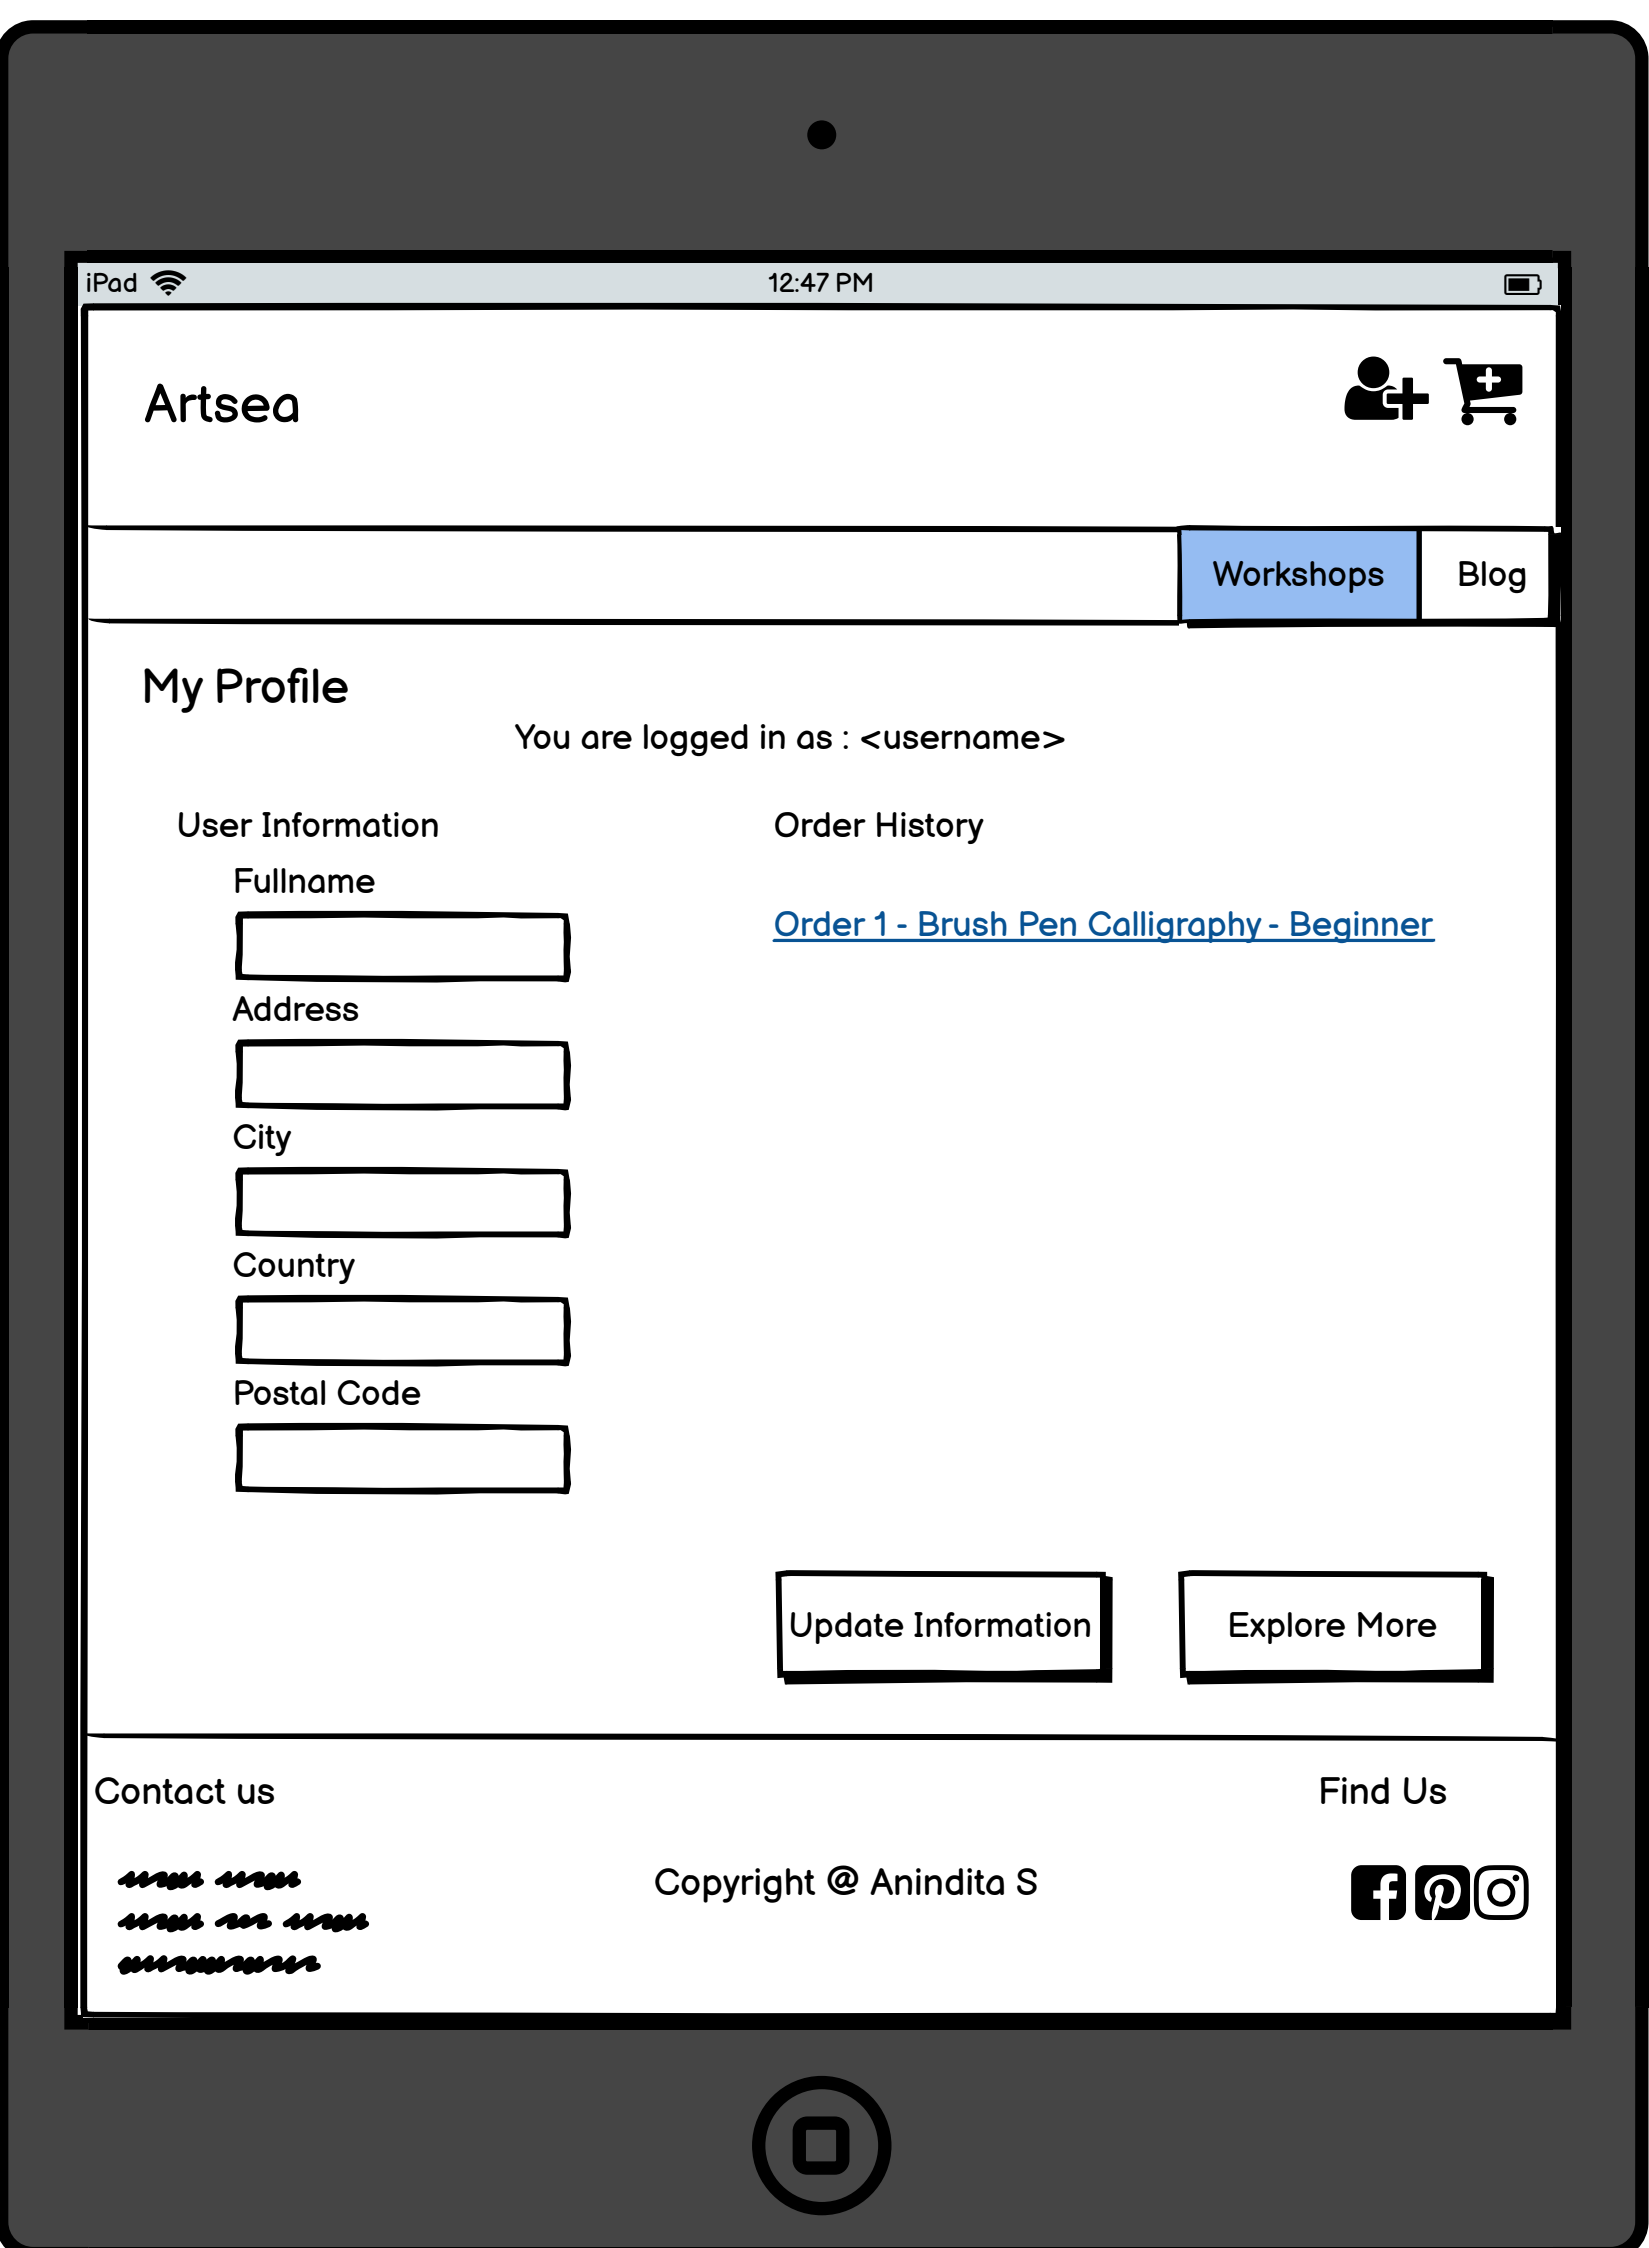 iPad 12:47 PM
Artsea
Workshops Blog
My Profile
You are logged in as : <username>
User Information
Fullname
Address
City
Country
Postal Code
Order History
Order 1 - Brush Pen Calligraphy - Beginner
Update Information Explore More
Contact us
Copyright @ Anindita S
Find Us